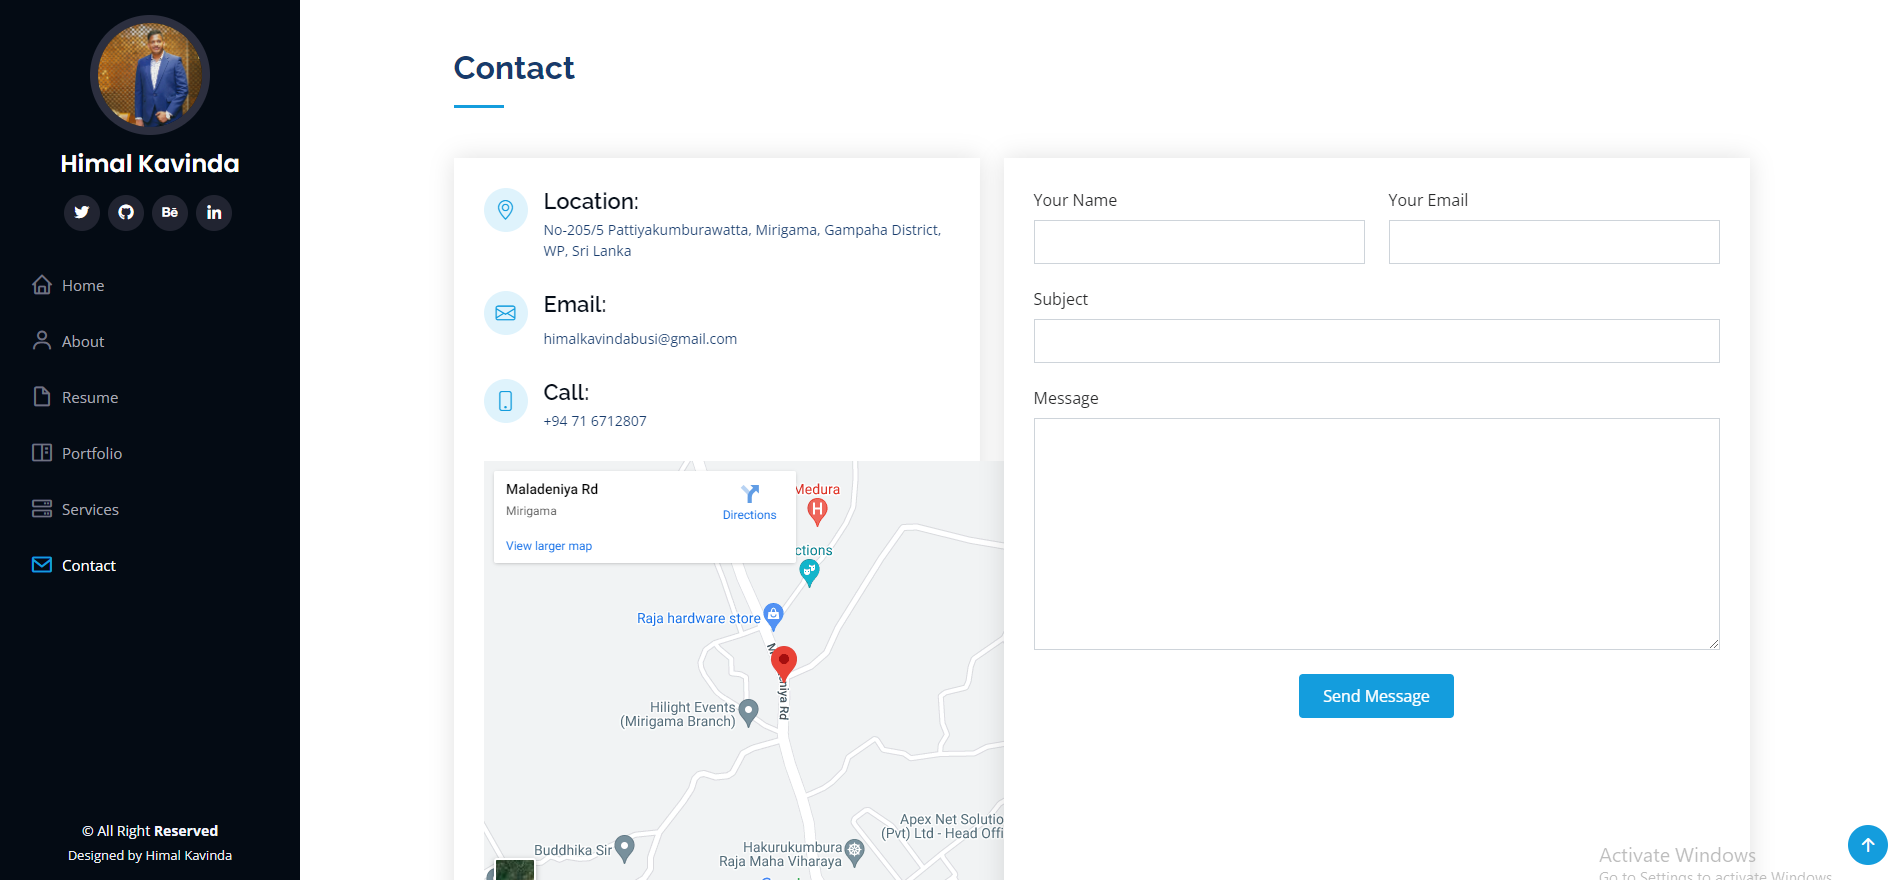 Himal Kavinda
Bē
in
Home
About
Resume
Portfolio
Services
Contact
© All Right Reserved
Designed by Himal Kavinda
Contact
Location:
No-205/5 Pattiyakumburawatta, Mirigama, Gampaha District,
WP, Sri Lanka
Email:
himalkavindabusi@gmail.com
Call:
+94 71 6712807
Maladeniya Rd
Mirigama
Directions
View larger map
Medura
H
ctions
Raja hardware store
eniya Rd
Hilight Events
(Mirigama Branch)
Apex Net Solutio
(Pvt) Ltd - Head Offi
Buddhika Sir
Hakurukumbura
Raja Maha Viharaya
Your Name
Your Email
Subject
Message
Send Message
Activate Windows
Go to Settings to activate Windows.